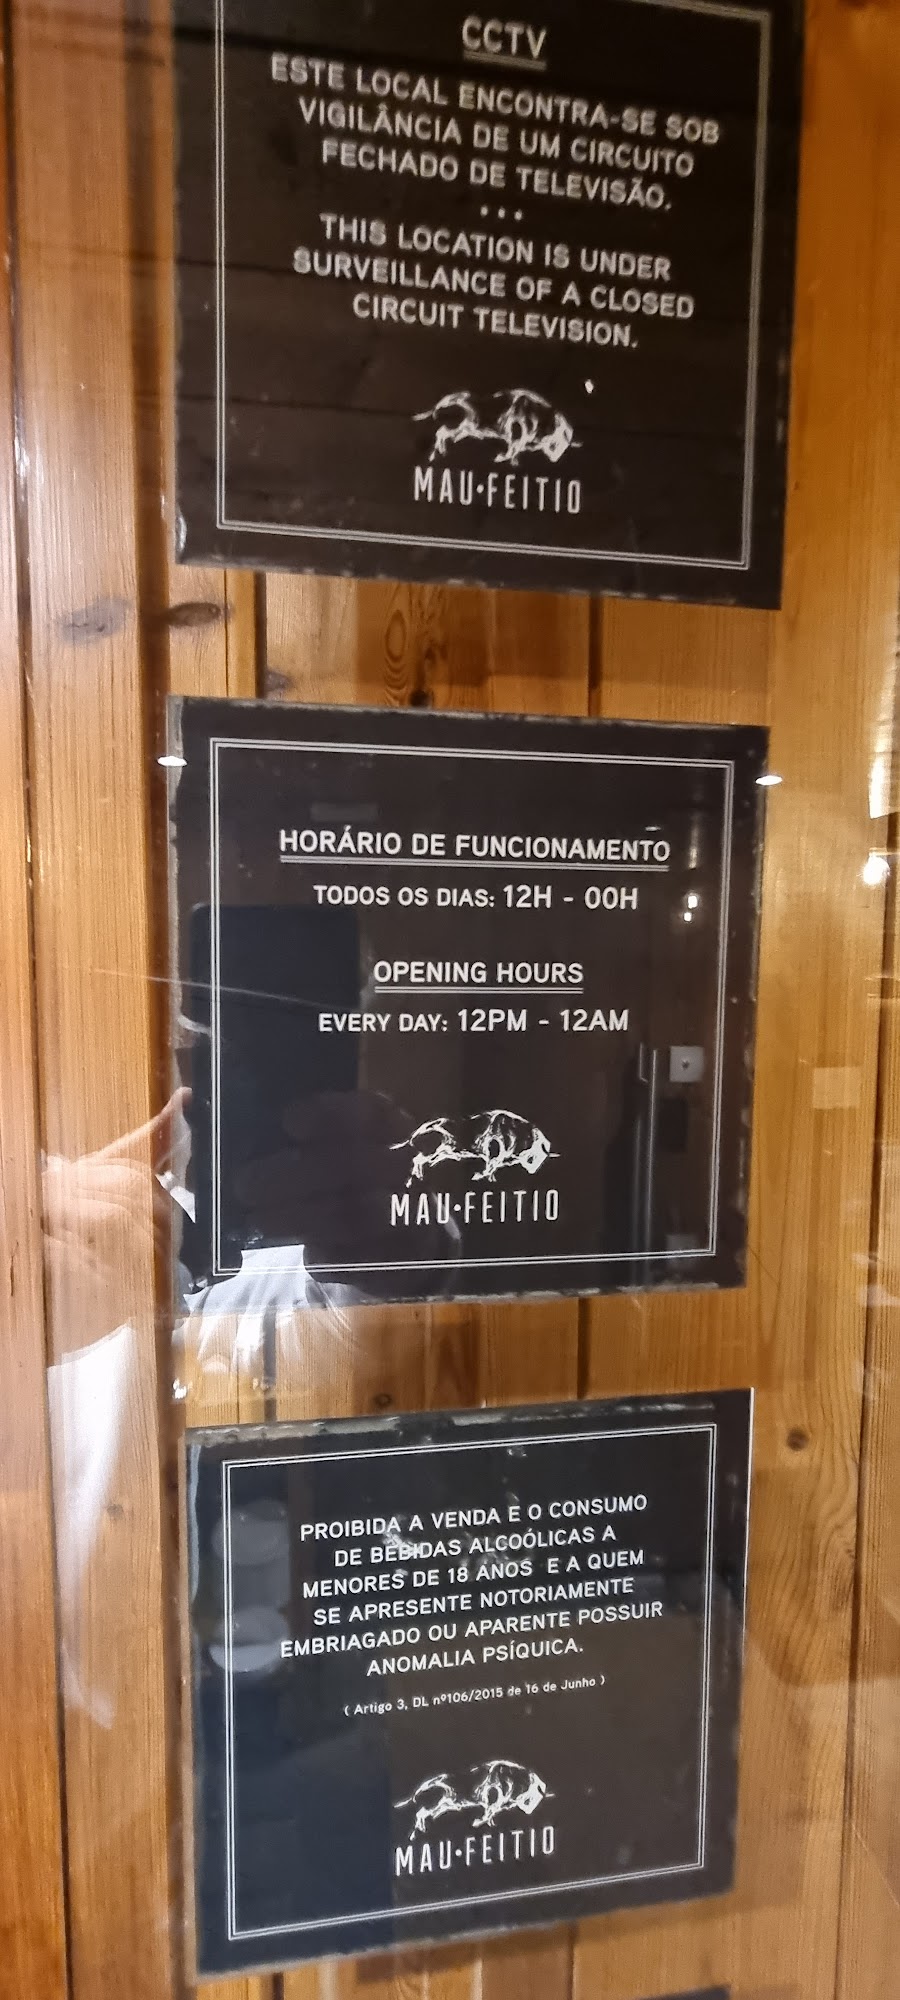 CCTV
ESTE LOCAL ENCONTRA-SE SOB
VIGILÂNCIA DE UM CIRCUITO
FECHADO DE TELEVISÃO.
...
THIS LOCATION IS UNDER
SURVEILLANCE OF A CLOSED
CIRCUIT TELEVISION.
MAU•FEITIO
HORÁRIO DE FUNCIONAMENTO
TODOS OS DIAS: 12H - 00H
OPENING HOURS
EVERY DAY: 12PM - 12AM
MAU•FEITIO
PROIBIDA A VENDA E O CONSUMO
DE BEBIDAS ALCOÓLICAS A
MENORES DE 18 ANOS E A QUEM
SE APRESENTE NOTORIAMENTE
EMBRIAGADO OU APARENTE POSSUIR
ANOMALIA PSÍQUICA.
( Artigo 3, DL nº106/2015 de 16 de Junho )
MAU•FEITIO